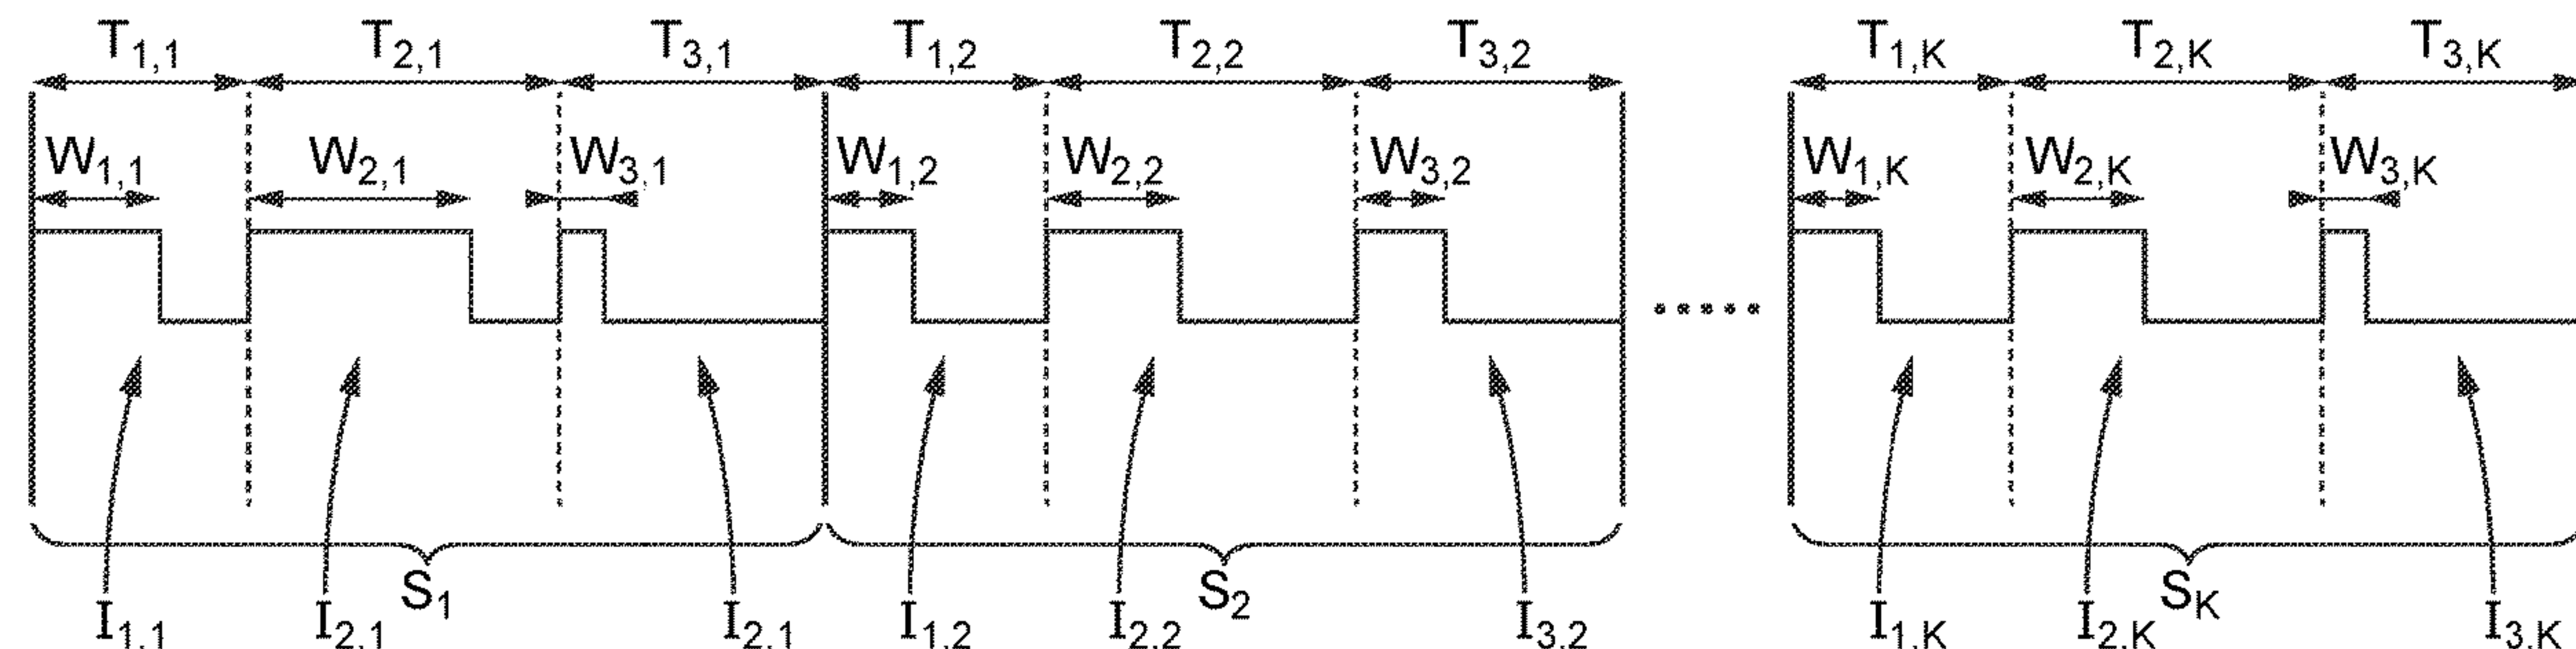 T1,1 T2,1 T3,1 T1,2 T2,2 T3,2 T1,K T2,K T3,K
W1,1 W2,1 W3,1 W1,2 W2,2 W3,2 W1,K W2,K W3,K
.....
S1 S2 SK
I1,1 I2,1 I2,1 I1,2 I2,2 I3,2 I1,K I2,K I3,K